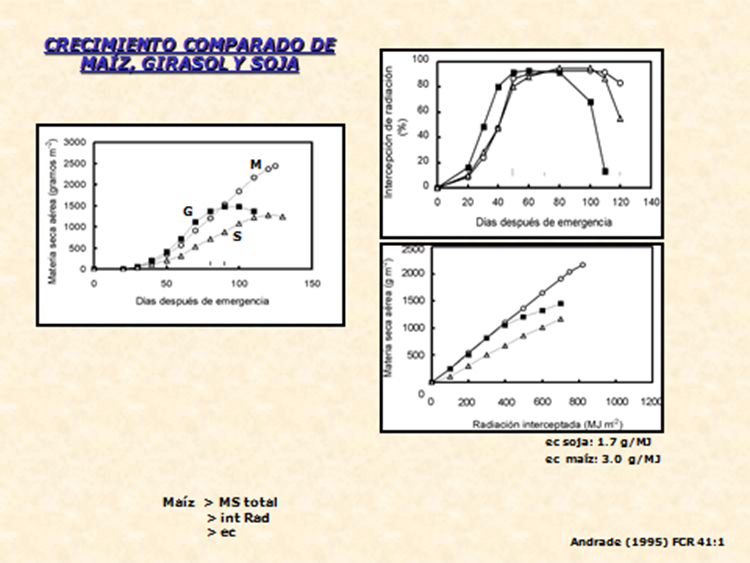 CRECIMIENTO COMPARADO DE
MAÍZ, GIRASOL Y SOJA
Materia seca aérea (gramos m⁻²)
3000
2500
2000
1500
1000
500
0
M
G
S
0 50 100 150
Días después de emergencia
Intercepción de radiación
(%)
100
80
60
40
20
0
0 20 40 60 80 100 120 140
Días después de emergencia
Materia seca aérea (g m⁻²)
2500
2000
1500
1000
500
0
0 200 400 600 800 1000 1200
Radiación interceptada (MJ m⁻²)
ec soja: 1.7 g/MJ
ec maíz: 3.0 g/MJ
Maíz > MS total
> int Rad
> ec
Andrade (1995) FCR 41:1